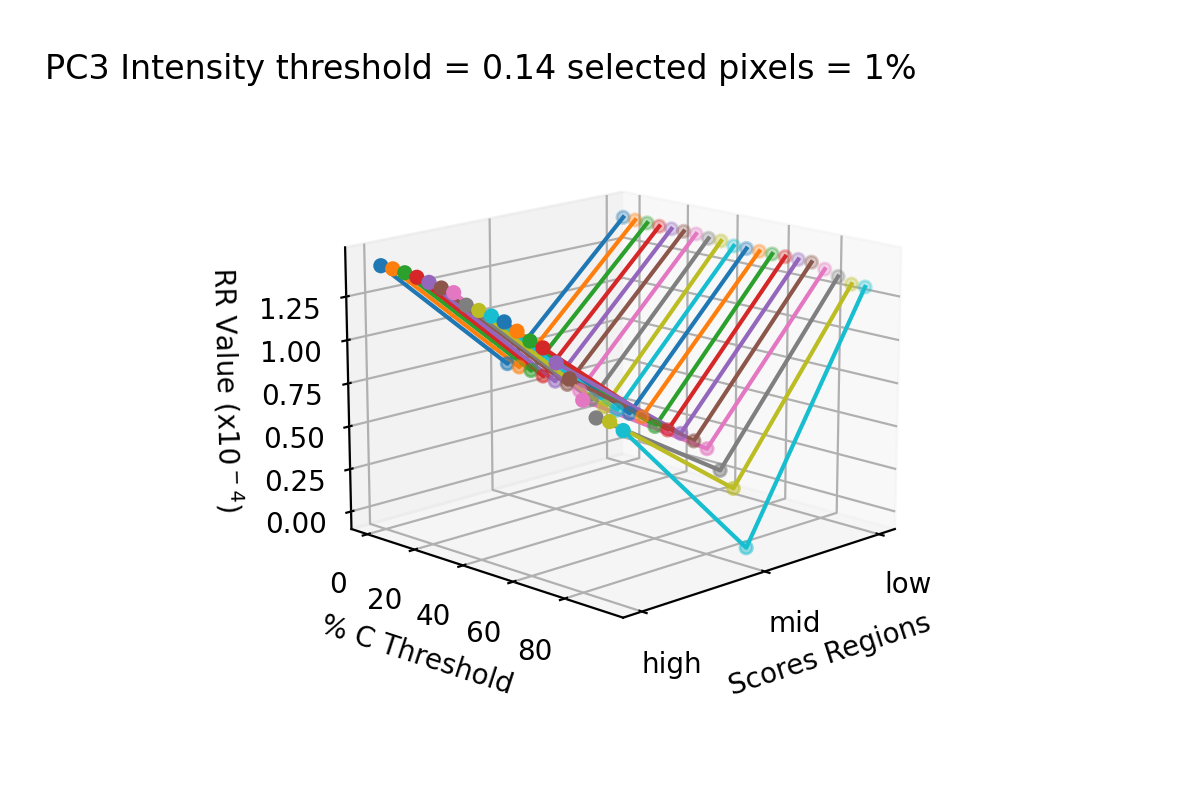 PC3 Intensity threshold = 0.14 selected pixels = 1%
RR Value (x10⁻⁴)
1.25
1.00
0.75
0.50
0.25
0.00
0
20
40
60
80
% C Threshold
high
mid
low
Scores Regions